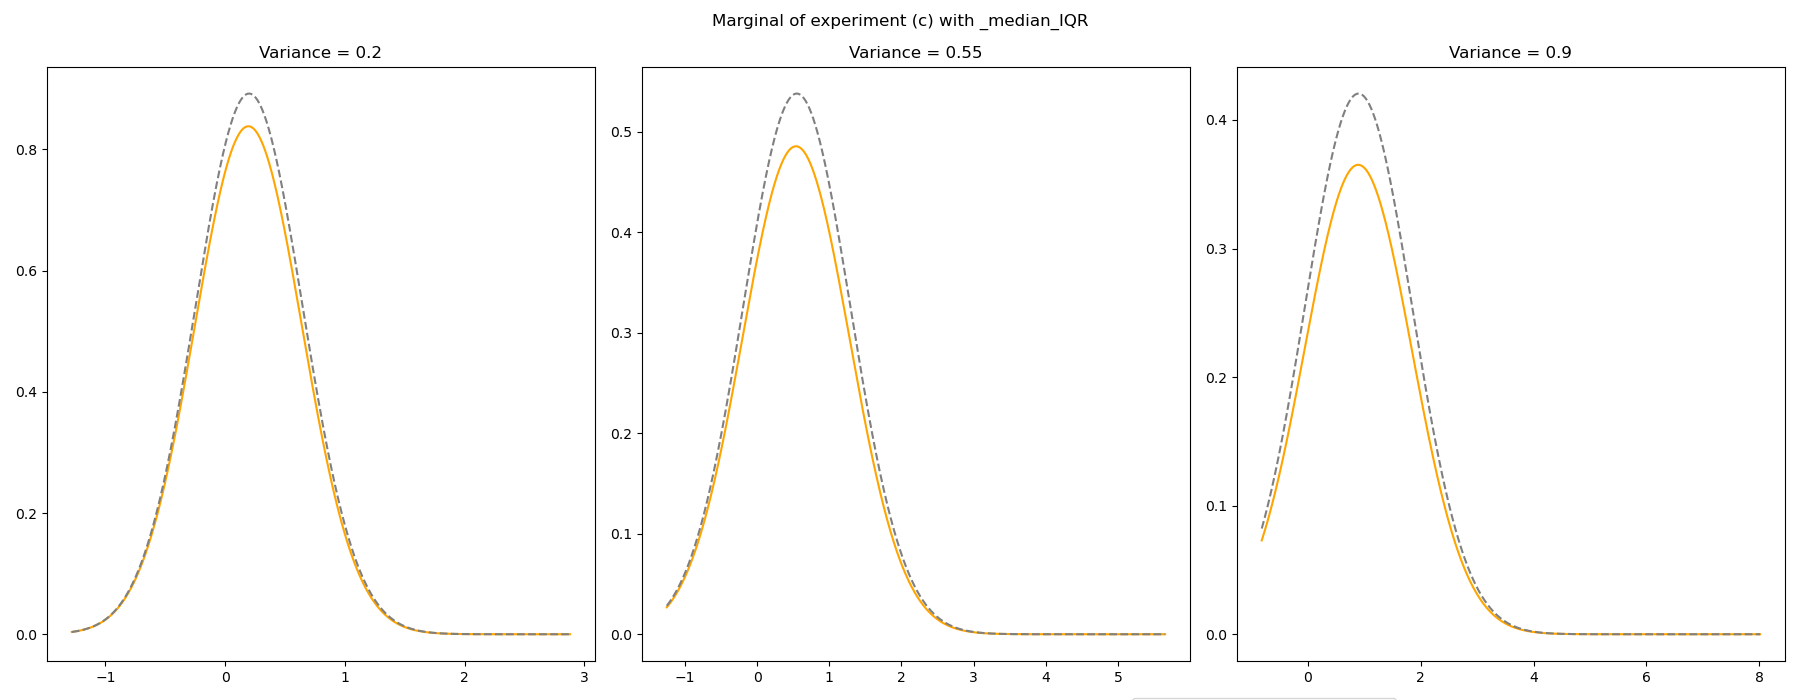 Marginal of experiment (c) with _median_IQR
Variance = 0.2
0.8
0.6
0.4
0.2
0.0
−1 0 1 2 3
Variance = 0.55
0.5
0.4
0.3
0.2
0.1
0.0
−1 0 1 2 3 4 5
Variance = 0.9
0.4
0.3
0.2
0.1
0.0
0 2 4 6 8